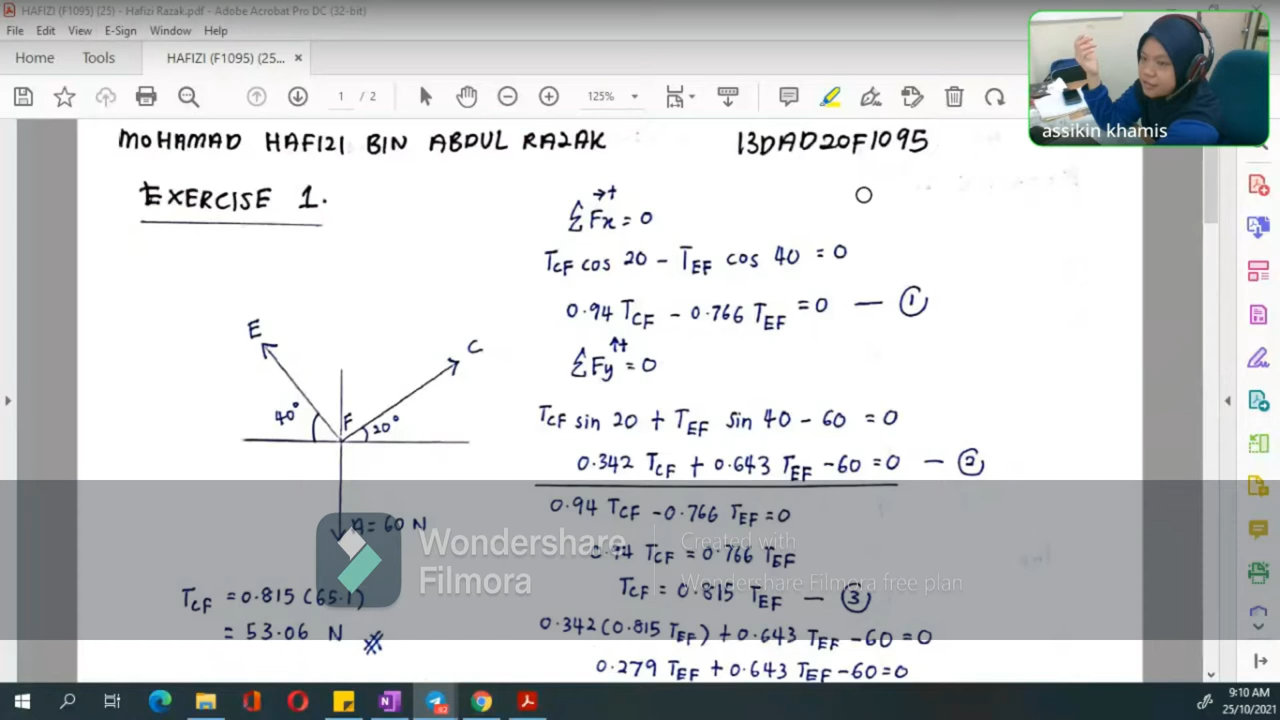 HAFIZI (F1095) (25) - Hafizi Razak.pdf - Adobe Acrobat Pro DC (32-bit)
File Edit View E-Sign Window Help
Home Tools HAFIZI (F1095) (25... ×
1 / 2 125%
assikin khamis
MOHAMAD HAFIZI BIN ABDUL RAZAK 13DAD20F1095
EXERCISE 1.
→+
ΣFx = 0
TCF cos 20 - TEF cos 40 = 0
0.94 TCF - 0.766 TEF = 0 — ①
↑+
ΣFy = 0
TCF sin 20 + TEF sin 40 - 60 = 0
0.342 TCF + 0.643 TEF - 60 = 0 — ②
0.94 TCF - 0.766 TEF = 0
0.94 TCF = 0.766 TEF
TCF = 0.815 TEF — ③
0.342 (0.815 TEF) + 0.643 TEF - 60 = 0
0.279 TEF + 0.643 TEF - 60 = 0
E
C
40°
F
20°
= 60 N
TCF = 0.815 (65.1)
= 53.06 N
Wondershare
Filmora
Created with
Wondershare Filmora free plan
9:10 AM
25/10/2021